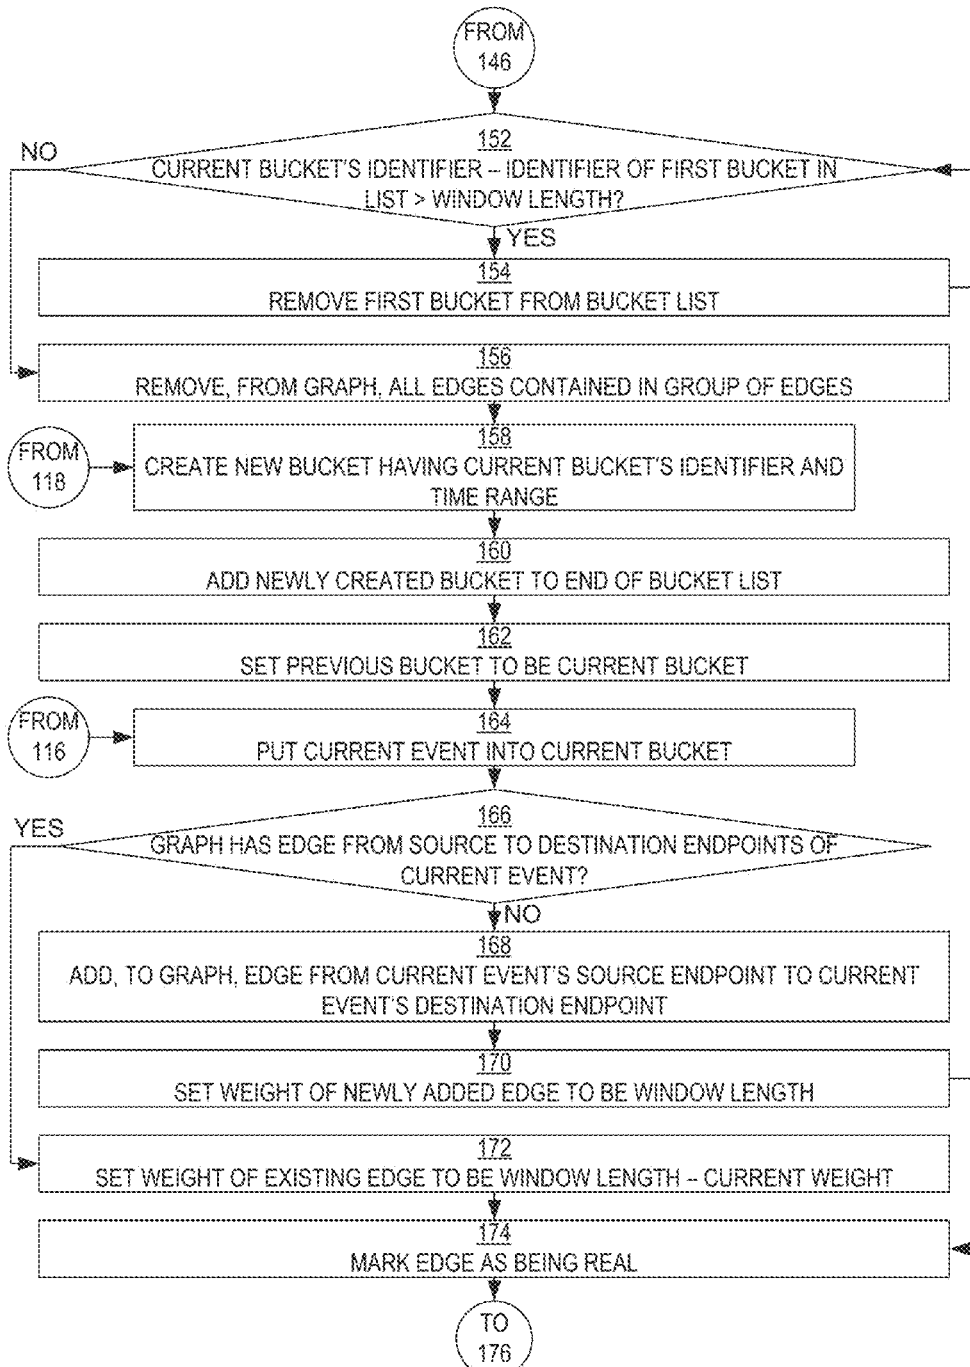 FROM
146
152
NO
CURRENT BUCKET'S IDENTIFIER – IDENTIFIER OF FIRST BUCKET IN
LIST > WINDOW LENGTH?
YES
154
REMOVE FIRST BUCKET FROM BUCKET LIST
156
REMOVE, FROM GRAPH, ALL EDGES CONTAINED IN GROUP OF EDGES
FROM
118
158
CREATE NEW BUCKET HAVING CURRENT BUCKET'S IDENTIFIER AND
TIME RANGE
160
ADD NEWLY CREATED BUCKET TO END OF BUCKET LIST
162
SET PREVIOUS BUCKET TO BE CURRENT BUCKET
FROM
116
164
PUT CURRENT EVENT INTO CURRENT BUCKET
YES
166
GRAPH HAS EDGE FROM SOURCE TO DESTINATION ENDPOINTS OF
CURRENT EVENT?
NO
168
ADD, TO GRAPH, EDGE FROM CURRENT EVENT'S SOURCE ENDPOINT TO CURRENT
EVENT'S DESTINATION ENDPOINT
170
SET WEIGHT OF NEWLY ADDED EDGE TO BE WINDOW LENGTH
172
SET WEIGHT OF EXISTING EDGE TO BE WINDOW LENGTH – CURRENT WEIGHT
174
MARK EDGE AS BEING REAL
TO
176